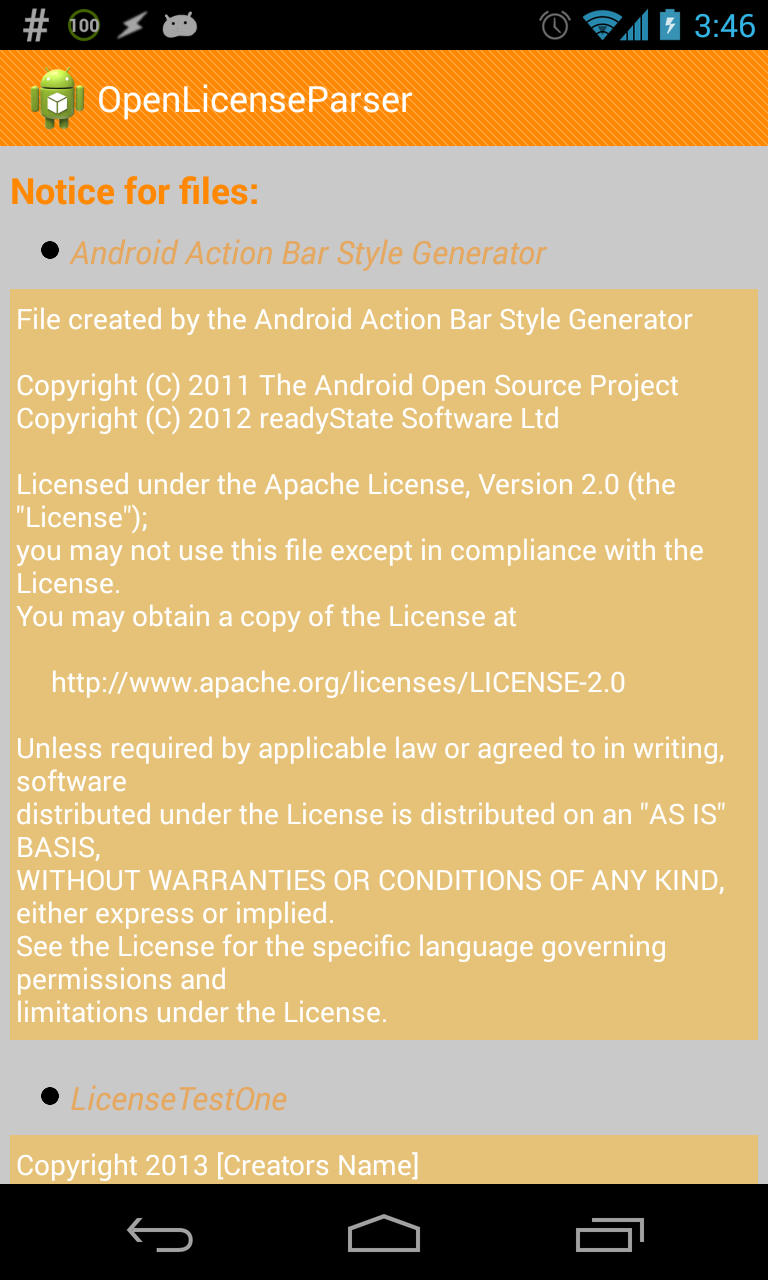 # 100 3:46
OpenLicenseParser
Notice for files:
Android Action Bar Style Generator
File created by the Android Action Bar Style Generator
Copyright (C) 2011 The Android Open Source Project
Copyright (C) 2012 readyState Software Ltd
Licensed under the Apache License, Version 2.0 (the
"License");
you may not use this file except in compliance with the
License.
You may obtain a copy of the License at
http://www.apache.org/licenses/LICENSE-2.0
Unless required by applicable law or agreed to in writing,
software
distributed under the License is distributed on an "AS IS"
BASIS,
WITHOUT WARRANTIES OR CONDITIONS OF ANY KIND,
either express or implied.
See the License for the specific language governing
permissions and
limitations under the License.
LicenseTestOne
Copyright 2013 [Creators Name]